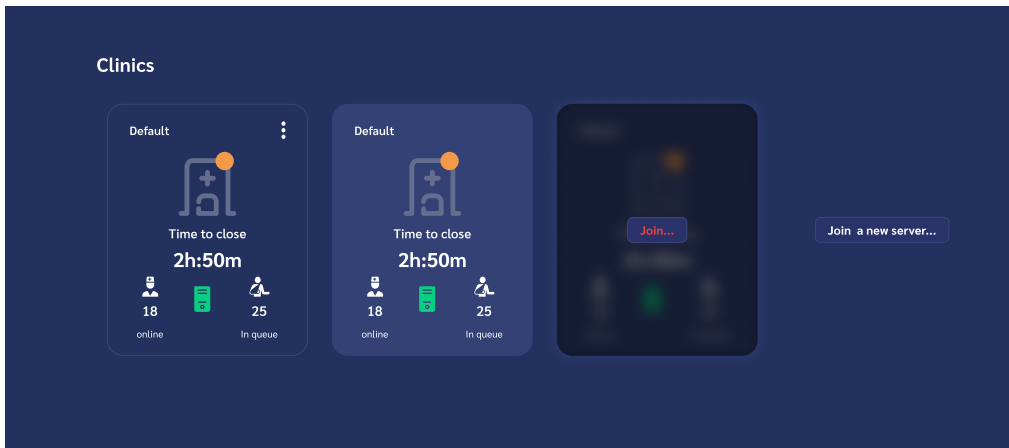 Clinics
Default
Time to close
2h:50m
18
25
online
In queue
Default
Time to close
2h:50m
18
25
online
In queue
Join...
Join a new server...